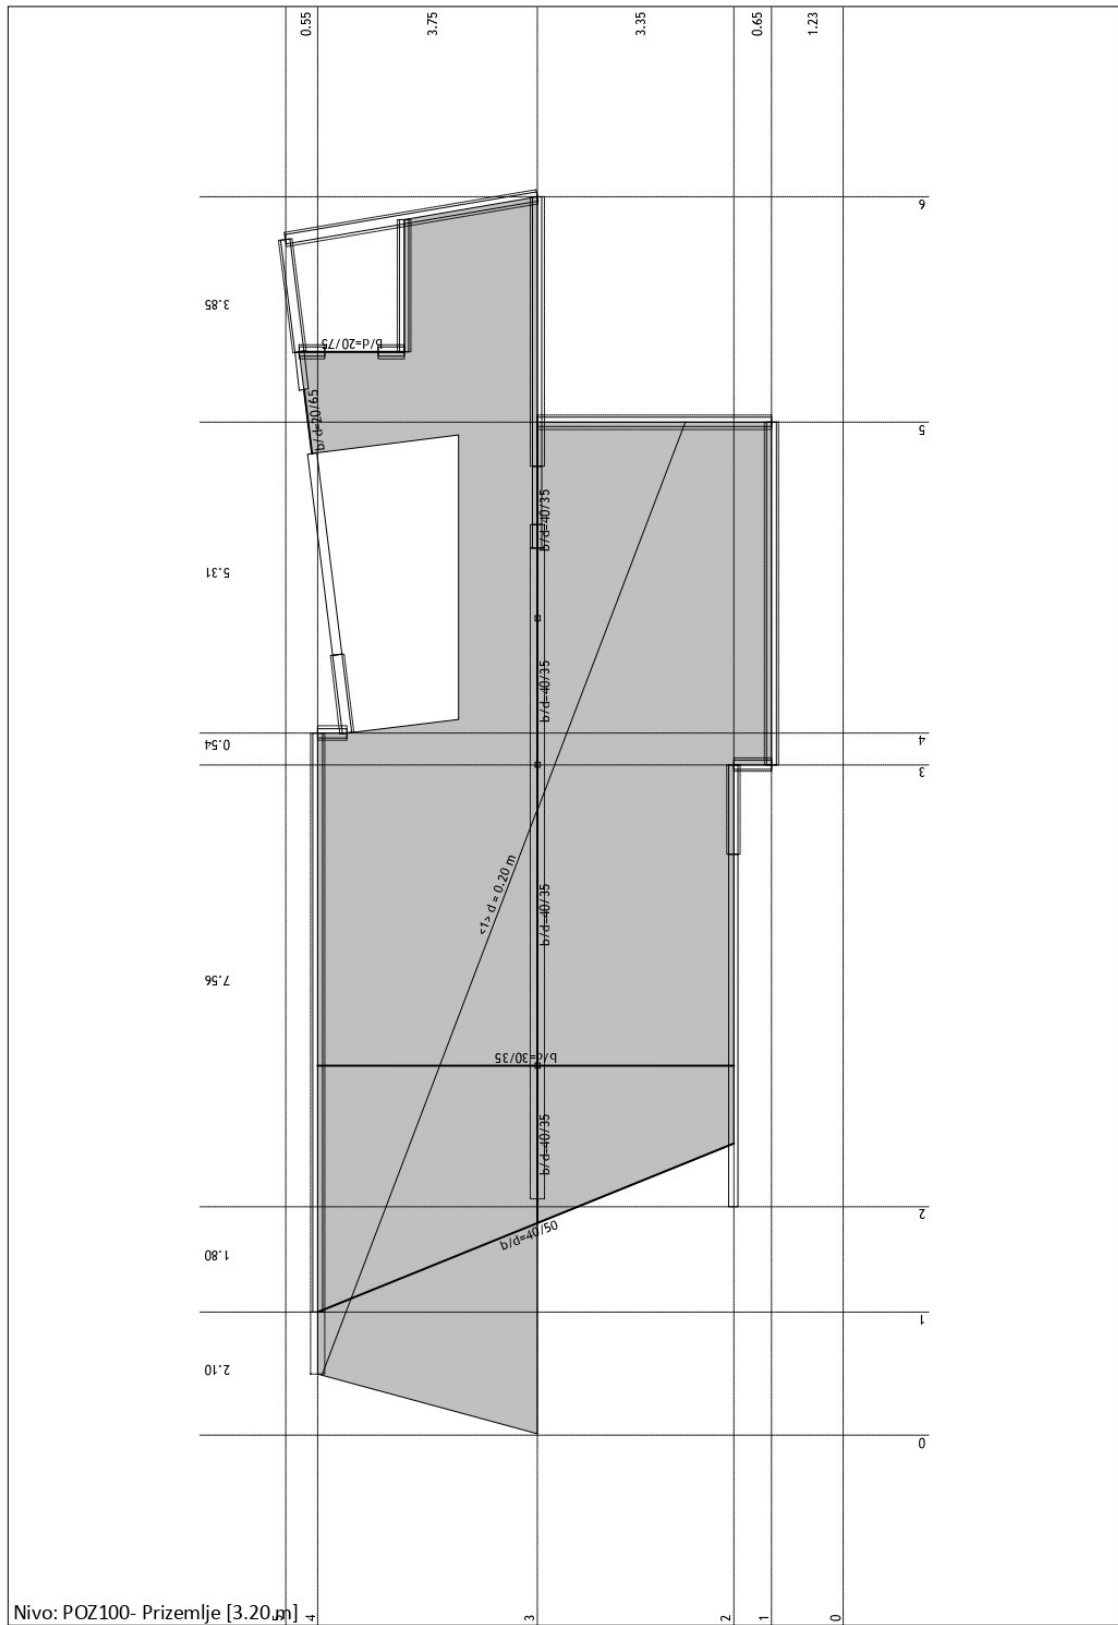 0.55
3.75
3.35
0.65
1.23
6
3.85
b/d=20/75
b/d=20/65
5
b/d=40/35
5.31
b/d=40/35
4
0.54
3
<1> d = 0.20 m
b/d=40/35
7.56
b/d=30/35
b/d=40/35
2
b/d=40/50
1.80
1
2.10
0
Nivo: POZ100- Prizemlje [3.20 m]
5
4
3
2
1
0